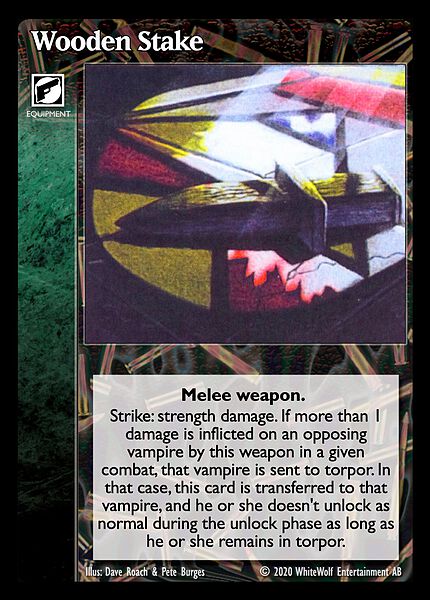 Wooden Stake
EQUIPMENT
Melee weapon.
Strike: strength damage. If more than 1
damage is inflicted on an opposing
vampire by this weapon in a given
combat, that vampire is sent to torpor. In
that case, this card is transferred to that
vampire, and he or she doesn't unlock as
normal during the unlock phase as long as
he or she remains in torpor.
Illus: Dave Roach & Pete Burges
© 2020 WhiteWolf Entertainment AB